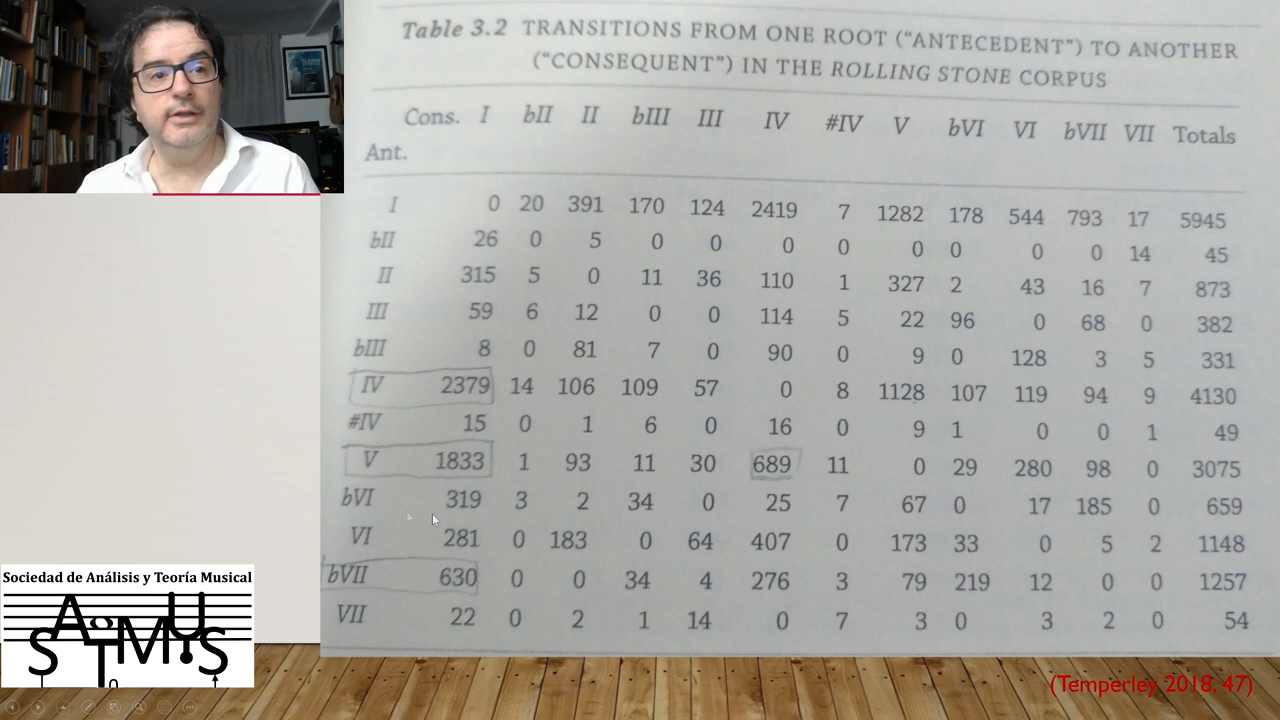 Table 3.2 TRANSITIONS FROM ONE ROOT ("ANTECEDENT") TO ANOTHER
("CONSEQUENT") IN THE ROLLING STONE CORPUS
Cons. I bII II bIII III IV #IV V bVI VI bVII VII Totals
Ant.
I 0 20 391 170 124 2419 7 1282 178 544 793 17 5945
bII 26 0 5 0 0 0 0 0 0 0 0 14 45
II 315 5 0 11 36 110 1 327 2 43 16 7 873
III 59 6 12 0 0 114 5 22 96 0 68 0 382
bIII 8 0 81 7 0 90 0 9 0 128 3 5 331
IV 2379 14 106 109 57 0 8 1128 107 119 94 9 4130
#IV 15 0 1 6 0 16 0 9 1 0 0 1 49
V 1833 1 93 11 30 689 11 0 29 280 98 0 3075
bVI 319 3 2 34 0 25 7 67 0 17 185 0 659
VI 281 0 183 0 64 407 0 173 33 0 5 2 1148
bVII 630 0 0 34 4 276 3 79 219 12 0 0 1257
VII 22 0 2 1 14 0 7 3 0 3 2 0 54
Sociedad de Análisis y Teoría Musical
SATMUS
(Temperley 2018, 47)